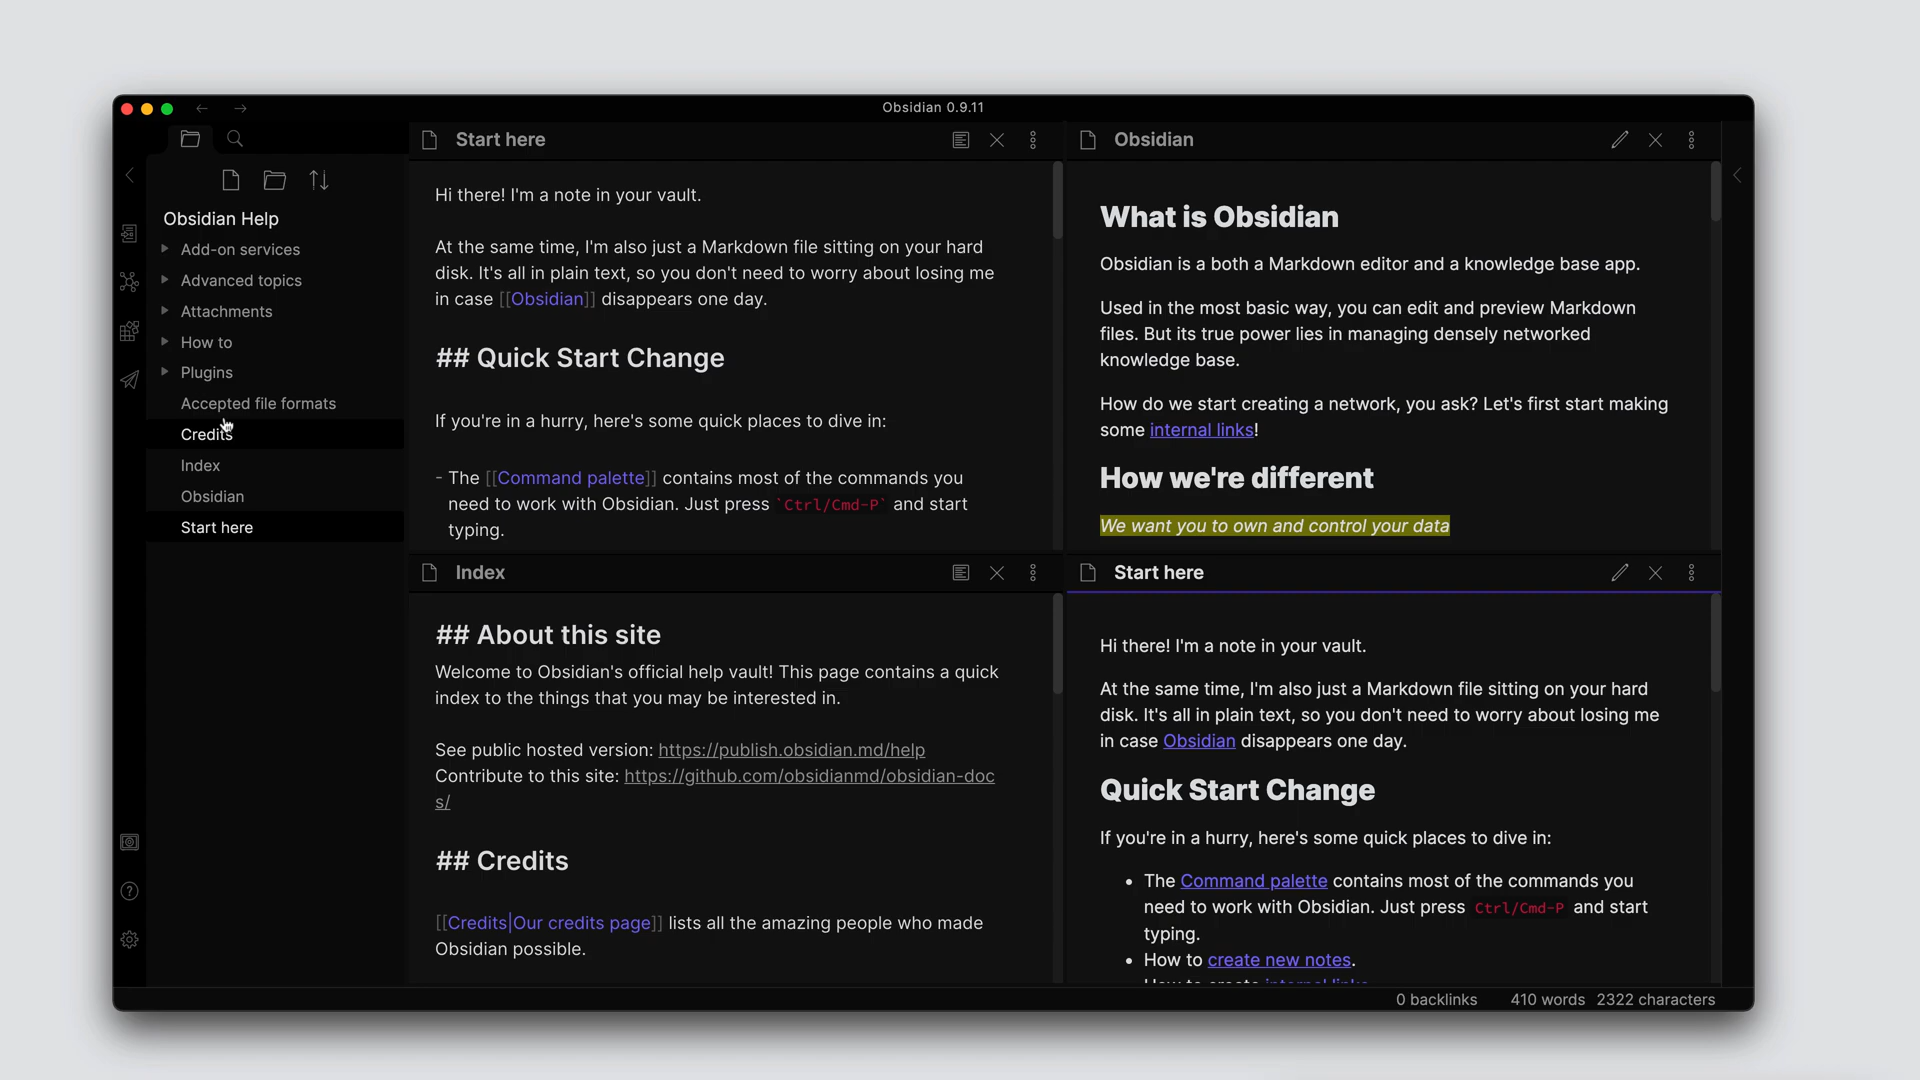 Obsidian 0.9.11
Obsidian Help
Add-on services
Advanced topics
Attachments
How to
Plugins
Accepted file formats
Credits
Index
Obsidian
Start here
Start here
Hi there! I'm a note in your vault.
At the same time, I'm also just a Markdown file sitting on your hard
disk. It's all in plain text, so you don't need to worry about losing me
in case [[Obsidian]] disappears one day.
## Quick Start Change
If you're in a hurry, here's some quick places to dive in:
- The [[Command palette]] contains most of the commands you
need to work with Obsidian. Just press `Ctrl/Cmd-P` and start
typing.
Obsidian
What is Obsidian
Obsidian is a both a Markdown editor and a knowledge base app.
Used in the most basic way, you can edit and preview Markdown
files. But its true power lies in managing densely networked
knowledge base.
How do we start creating a network, you ask? Let's first start making
some internal links!
How we're different
We want you to own and control your data
Index
## About this site
Welcome to Obsidian's official help vault! This page contains a quick
index to the things that you may be interested in.
See public hosted version: https://publish.obsidian.md/help
Contribute to this site: https://github.com/obsidianmd/obsidian-doc
s/
## Credits
[[Credits|Our credits page]] lists all the amazing people who made
Obsidian possible.
Start here
Hi there! I'm a note in your vault.
At the same time, I'm also just a Markdown file sitting on your hard
disk. It's all in plain text, so you don't need to worry about losing me
in case Obsidian disappears one day.
Quick Start Change
If you're in a hurry, here's some quick places to dive in:
• The Command palette contains most of the commands you
need to work with Obsidian. Just press Ctrl/Cmd-P and start
typing.
• How to create new notes.
How to create internal links
0 backlinks 410 words 2322 characters